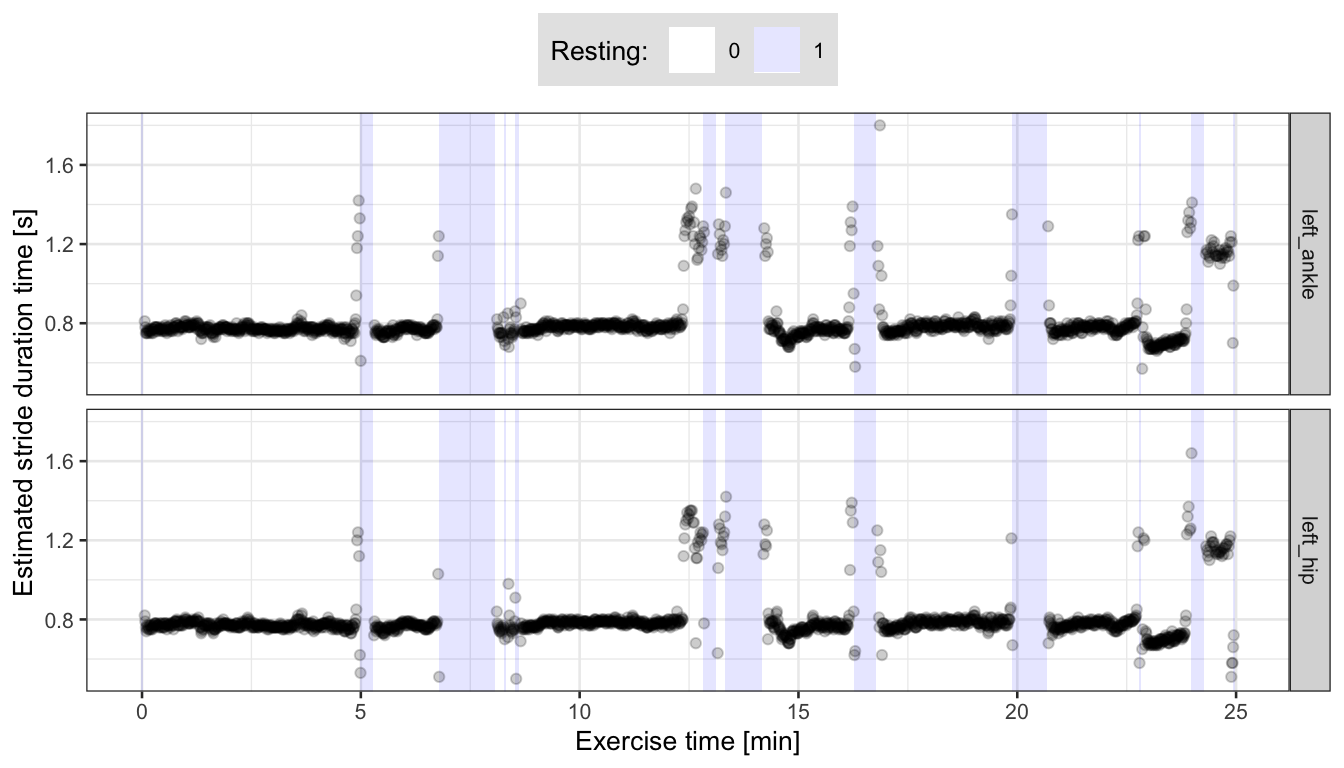 Resting: 0 1
Estimated stride duration time [s]
1.6
1.2
0.8
left_ankle
1.6
1.2
0.8
left_hip
0 5 10 15 20 25
Exercise time [min]